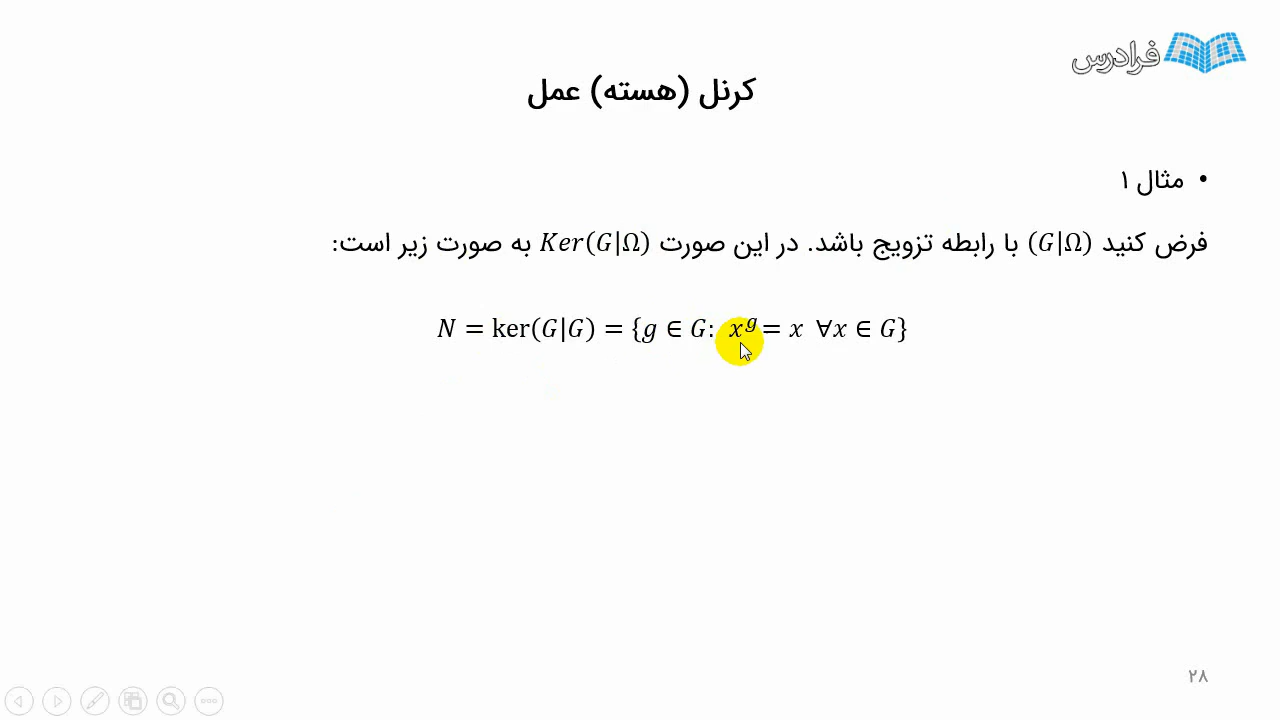 فرادرس
کرنل (هسته) عمل
• مثال ۱
فرض کنید (G|Ω) با رابطه تزویج باشد. در این صورت Ker(G|Ω) به صورت زیر است:
N = ker(G|G) = {g ∈ G: x^g = x ∀x ∈ G}
۲۸